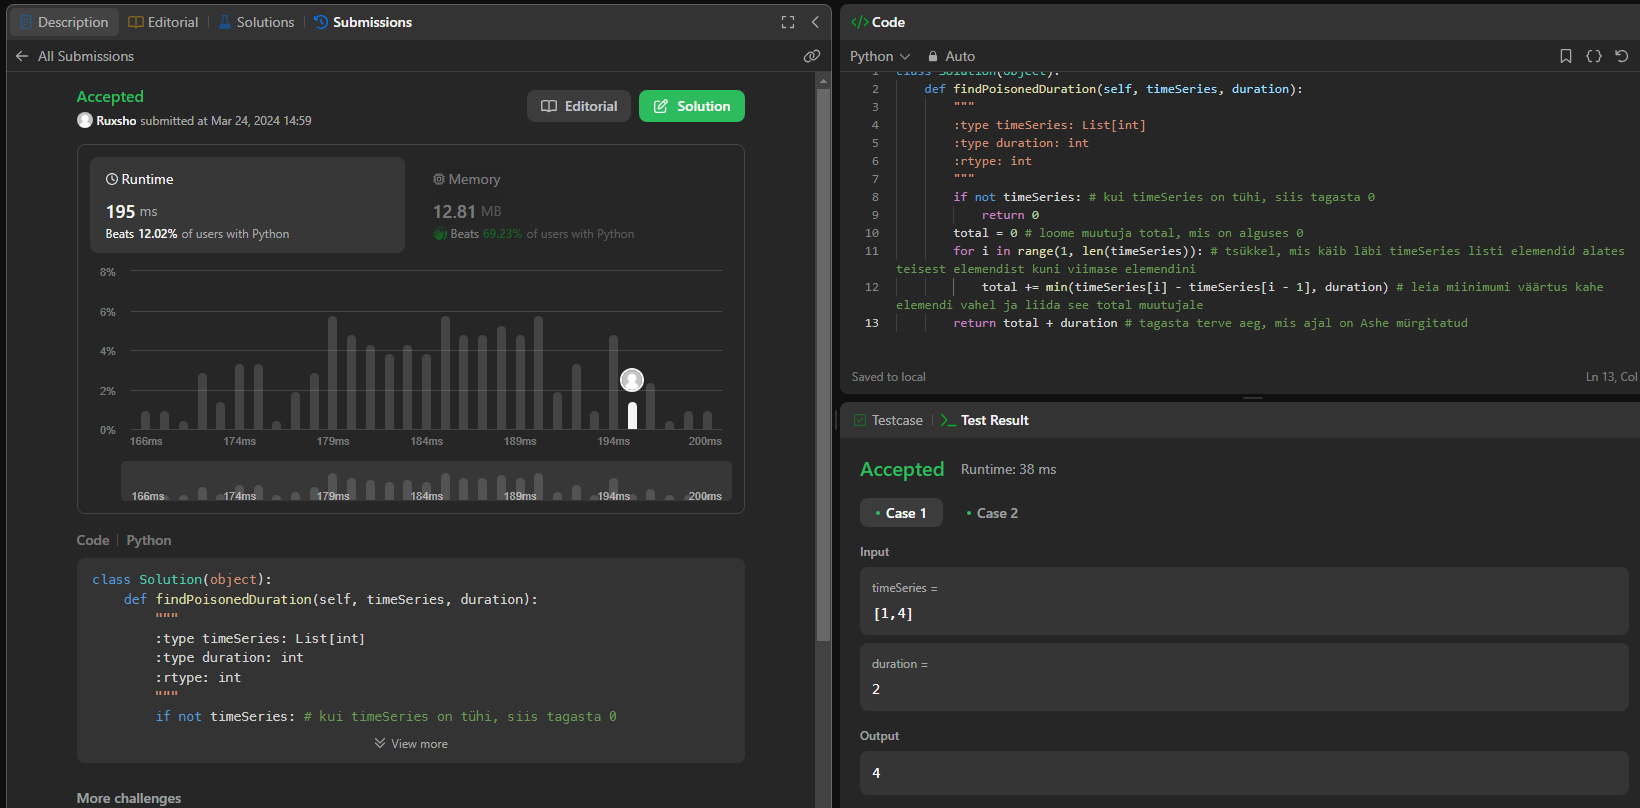 Description
Editorial
Solutions
Submissions
All Submissions
Accepted
Ruxsho submitted at Mar 24, 2024 14:59
Editorial
Solution
Runtime
195 ms
Beats 12.02% of users with Python
Memory
12.81 MB
Beats 69.23% of users with Python
8%
6%
4%
2%
0%
166ms 174ms 179ms 184ms 189ms 194ms 200ms
166ms 174ms 179ms 184ms 189ms 194ms 200ms
Code | Python
class Solution(object):
def findPoisonedDuration(self, timeSeries, duration):
"""
:type timeSeries: List[int]
:type duration: int
:rtype: int
"""
if not timeSeries: # kui timeSeries on tühi, siis tagasta 0
View more
More challenges
</> Code
Python
Auto
1 class Solution(object):
2 def findPoisonedDuration(self, timeSeries, duration):
3 """
4 :type timeSeries: List[int]
5 :type duration: int
6 :rtype: int
7 """
8 if not timeSeries: # kui timeSeries on tühi, siis tagasta 0
9 return 0
10 total = 0 # loome muutuja total, mis on alguses 0
11 for i in range(1, len(timeSeries)): # tsükkel, mis käib läbi timeSeries listi elemendid alates
teisest elemendist kuni viimase elemendini
12 total += min(timeSeries[i] - timeSeries[i - 1], duration) # leia miinimumi väärtus kahe
elemendi vahel ja liida see total muutujale
13 return total + duration # tagasta terve aeg, mis ajal on Ashe mürgitatud
Saved to local
Ln 13, Col
Testcase
>_ Test Result
Accepted Runtime: 38 ms
• Case 1
• Case 2
Input
timeSeries =
[1,4]
duration =
2
Output
4